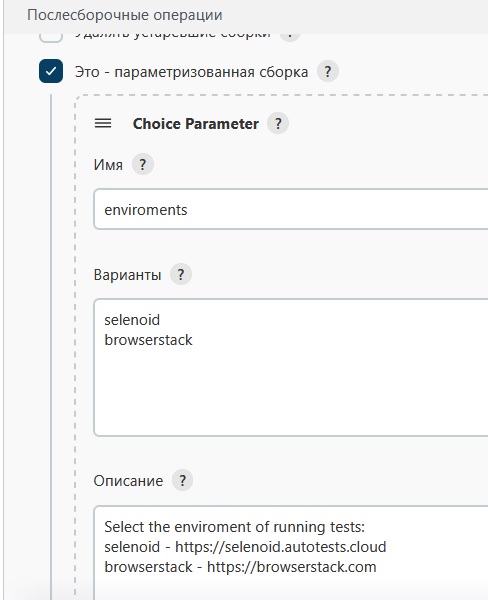 Послесборочные операции
Удалять устаревшие сборки ?
Это - параметризованная сборка ?
Choice Parameter ?
Имя ?
enviroments
Варианты ?
selenoid
browserstack
Описание ?
Select the enviroment of running tests:
selenoid - https://selenoid.autotests.cloud
browserstack - https://browserstack.com